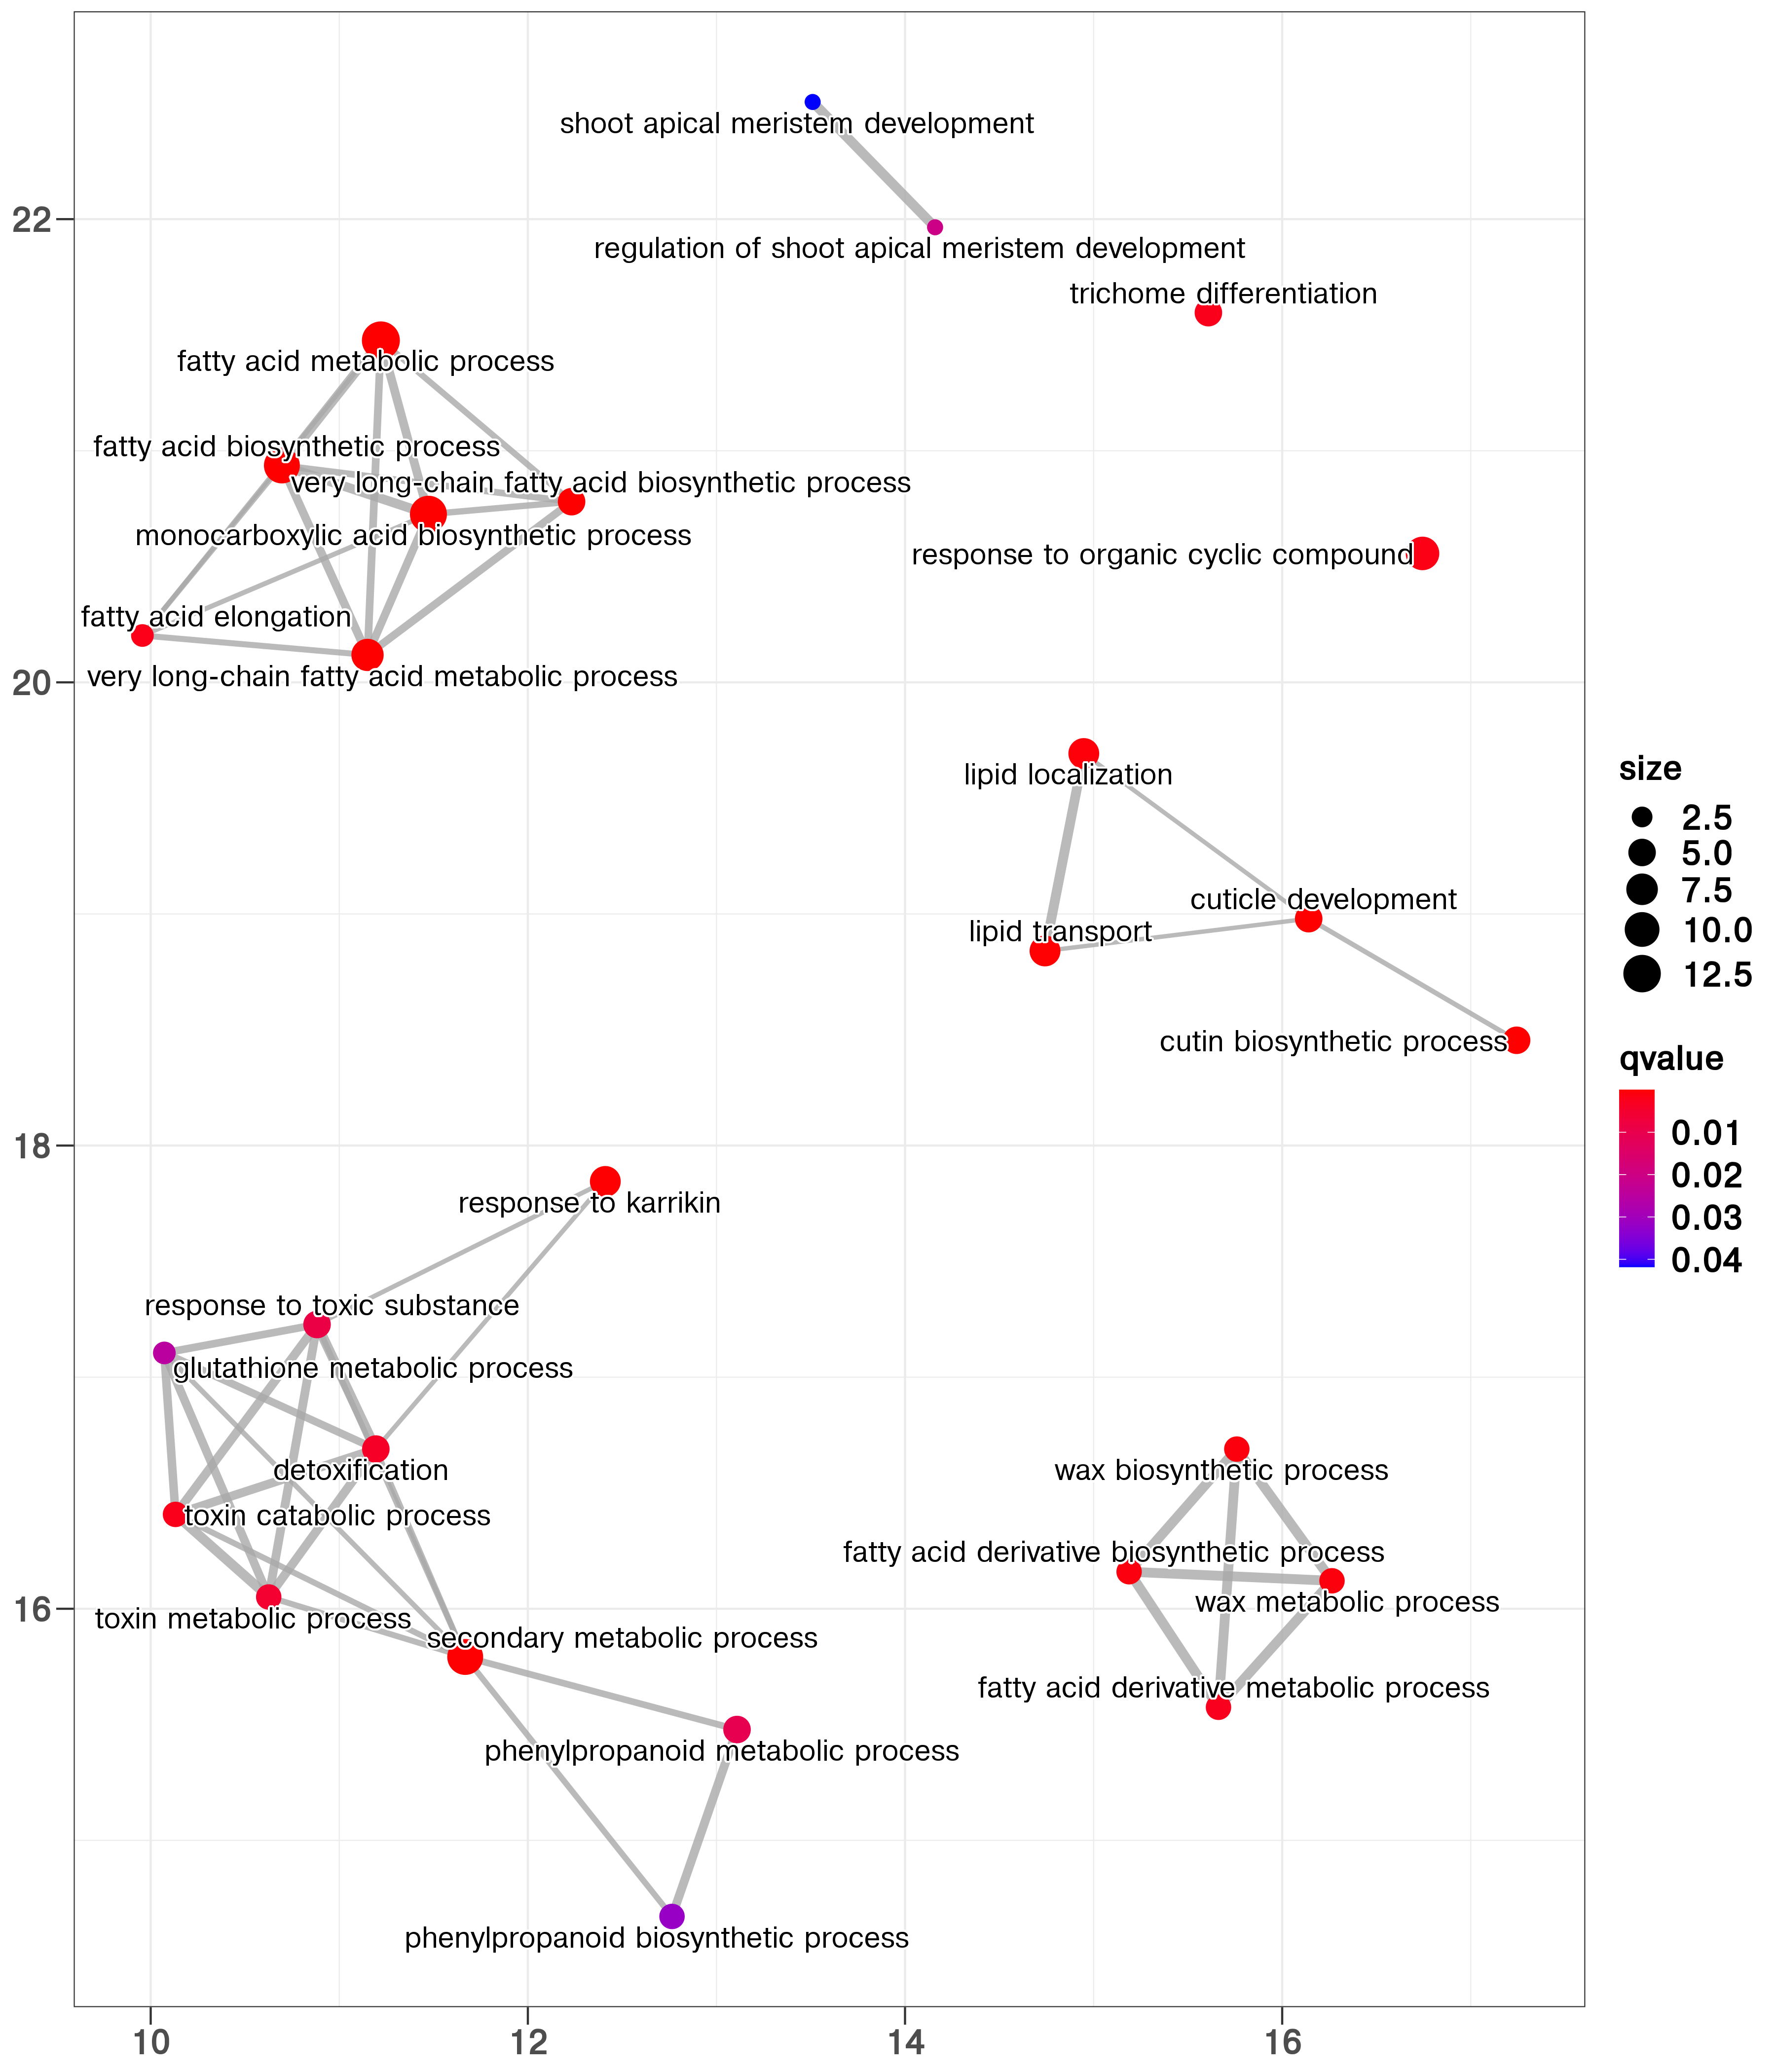 shoot apical meristem development
22
regulation of shoot apical meristem development
trichome differentiation
fatty acid metabolic process
fatty acid biosynthetic process
very long-chain fatty acid biosynthetic process
monocarboxylic acid biosynthetic process
response to organic cyclic compound
fatty acid elongation
very long-chain fatty acid metabolic process
20
lipid localization
cuticle development
lipid transport
cutin biosynthetic process
18
response to karrikin
response to toxic substance
glutathione metabolic process
detoxification
wax biosynthetic process
toxin catabolic process
fatty acid derivative biosynthetic process
wax metabolic process
16
toxin metabolic process
secondary metabolic process
fatty acid derivative metabolic process
phenylpropanoid metabolic process
phenylpropanoid biosynthetic process
10
12
14
16
size
2.5
5.0
7.5
10.0
12.5
qvalue
0.01
0.02
0.03
0.04